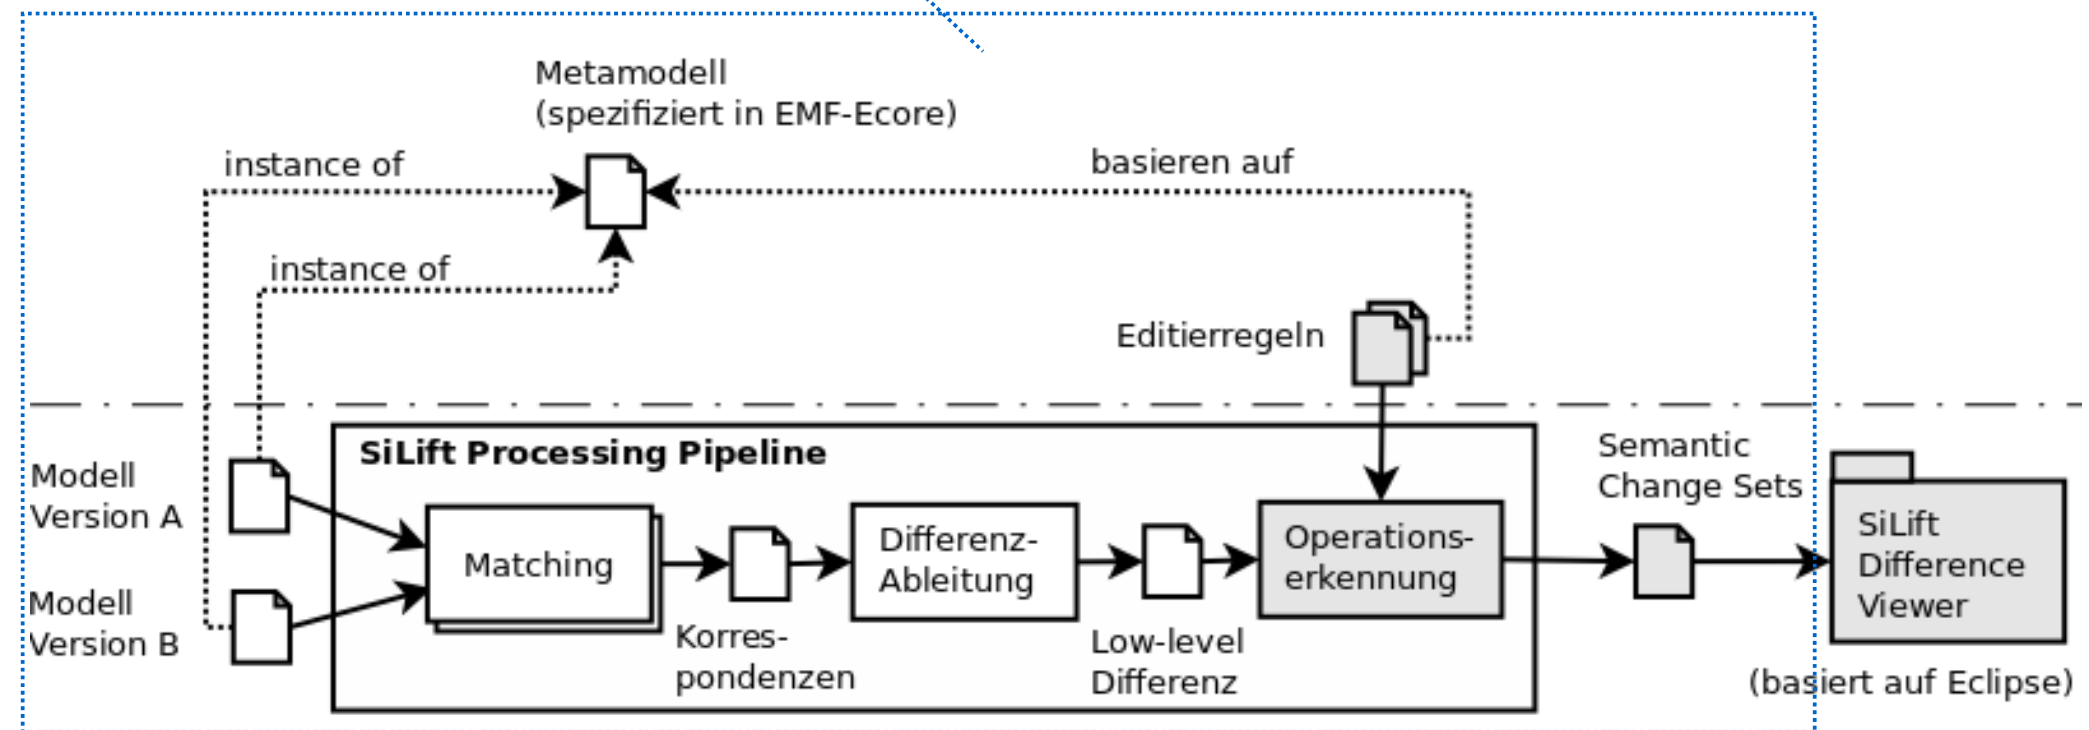 Metamodell
(spezifiziert in EMF-Ecore)
instance of
basieren auf
instance of
Editierregeln
SiLift Processing Pipeline
Modell
Version A
Modell
Version B
Matching
Korres-
pondenzen
Differenz-
Ableitung
Low-level
Differenz
Operations-
erkennung
Semantic
Change Sets
SiLift
Difference
Viewer
(basiert auf Eclipse)